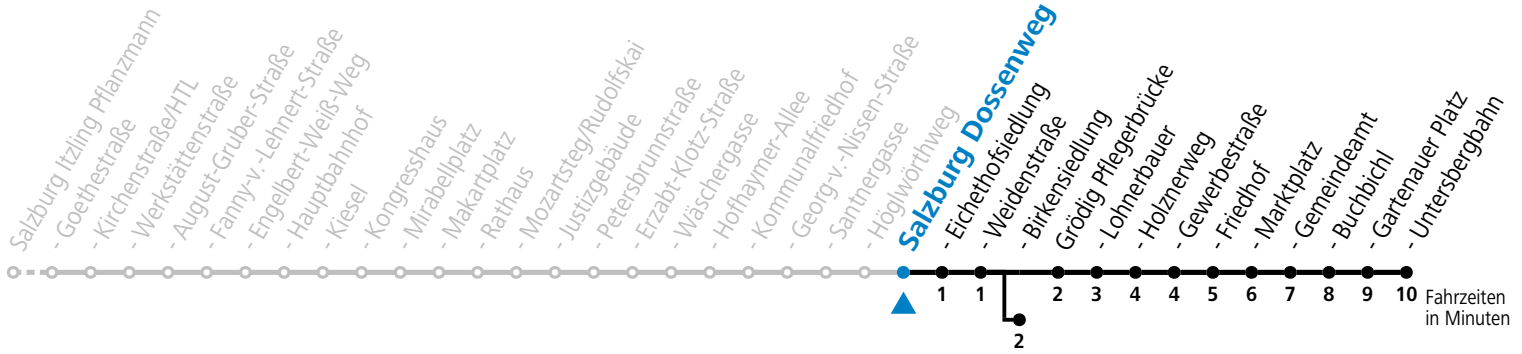 Salzburg Itzling Pflanzmann
- Goethestraße
- Kirchenstraße/HTL
- Werkstättenstraße
- August-Gruber-Straße
- Fanny-v.-Lehnert-Straße
- Engelbert-Weiß-Weg
- Hauptbahnhof
- Kiesel
- Kongresshaus
- Mirabellplatz
- Makartplatz
- Rathaus
- Mozartsteg/Rudolfskai
- Justizgebäude
- Petersbrunnstraße
- Erzabt-Klotz-Straße
- Wäschergasse
- Hofhaymer-Allee
- Kommunalfriedhof
- Georg-v.-Nissen-Straße
- Santnergasse
- Höglwörthweg
Salzburg Dossenweg
- Eichethofsiedlung
- Weidenstraße
- Birkensiedlung
Grödig Pflegerbrücke
- Lohnerbauer
- Holznerweg
- Gewerbestraße
- Friedhof
- Marktplatz
- Gemeindeamt
- Buchbichl
- Gartenauer Platz
- Untersbergbahn
1 1 2 3 4 4 5 6 7 8 9 10 Fahrzeiten
in Minuten
2